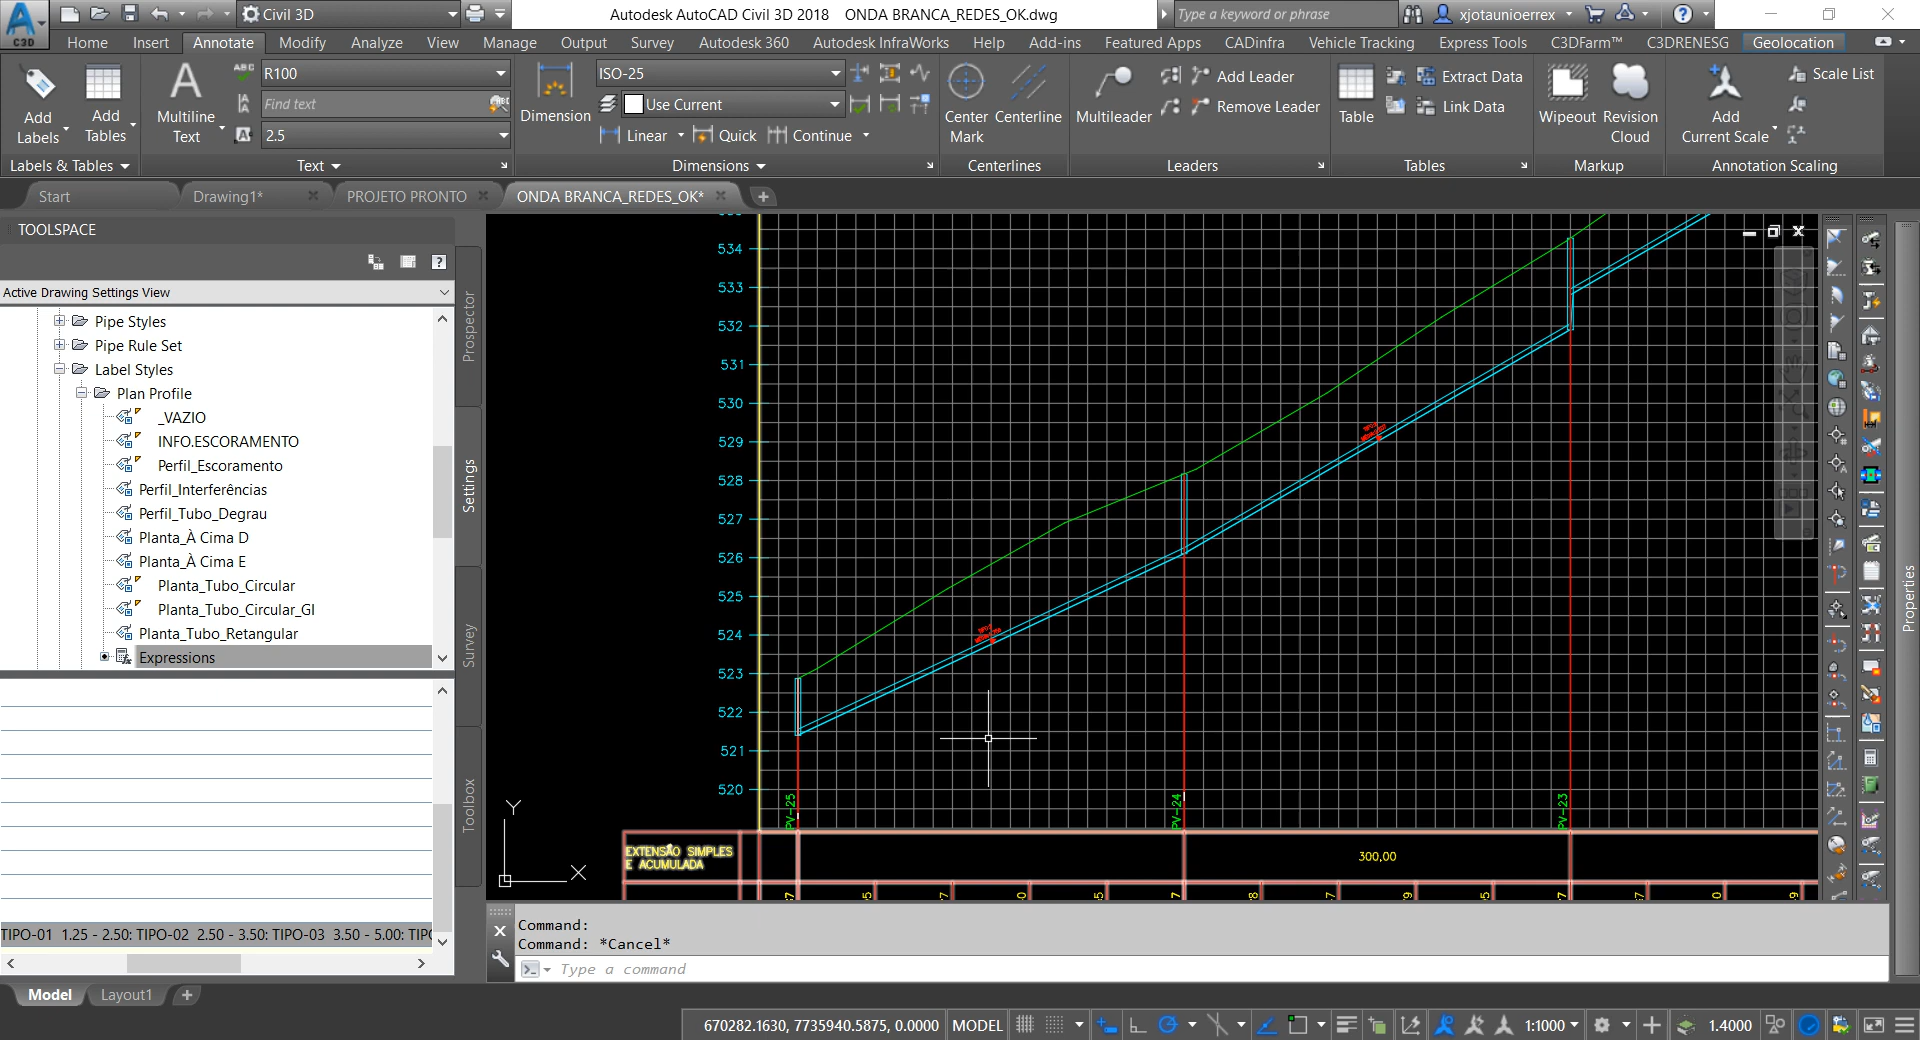 C3D
Civil 3D
Autodesk AutoCAD Civil 3D 2018 ONDA BRANCA_REDES_OK.dwg
Type a keyword or phrase
xjotaunioerrex
Home Insert Annotate Modify Analyze View Manage Output Survey Autodesk 360 Autodesk InfraWorks Help Add-ins Featured Apps CADinfra Vehicle Tracking Express Tools C3DFarm™ C3DRENESG Geolocation
R100
ISO-25
Add Leader
Extract Data
Scale List
Find text
Use Current
Remove Leader
Link Data
Add
Labels
Add
Tables
Multiline
Text
2.5
Dimension
Linear
Quick
Continue
Center
Mark
Centerline
Multileader
Table
Wipeout
Revision
Cloud
Add
Current Scale
Labels & Tables
Text
Dimensions
Centerlines
Leaders
Tables
Markup
Annotation Scaling
Start
Drawing1*
PROJETO PRONTO
ONDA BRANCA_REDES_OK*
TOOLSPACE
Active Drawing Settings View
Pipe Styles
Pipe Rule Set
Label Styles
Plan Profile
_VAZIO
INFO.ESCORAMENTO
Perfil_Escoramento
Perfil_Interferências
Perfil_Tubo_Degrau
Planta_À Cima D
Planta_À Cima E
Planta_Tubo_Circular
Planta_Tubo_Circular_GI
Planta_Tubo_Retangular
Expressions
TIPO-01 1.25 - 2.50: TIPO-02 2.50 - 3.50: TIPO-03 3.50 - 5.00:
Prospector
Settings
Survey
Toolbox
534
533
532
531
530
529
528
527
526
525
524
523
522
521
520
PV-25
PV-24
PV-23
EXTENSÃO SIMPLES
E ACUMULADA
300,00
Y
X
Properties
Command:
Command: *Cancel*
Type a command
Model
Layout1
670282.1630, 7735940.5875, 0.0000
MODEL
1:1000
1.4000